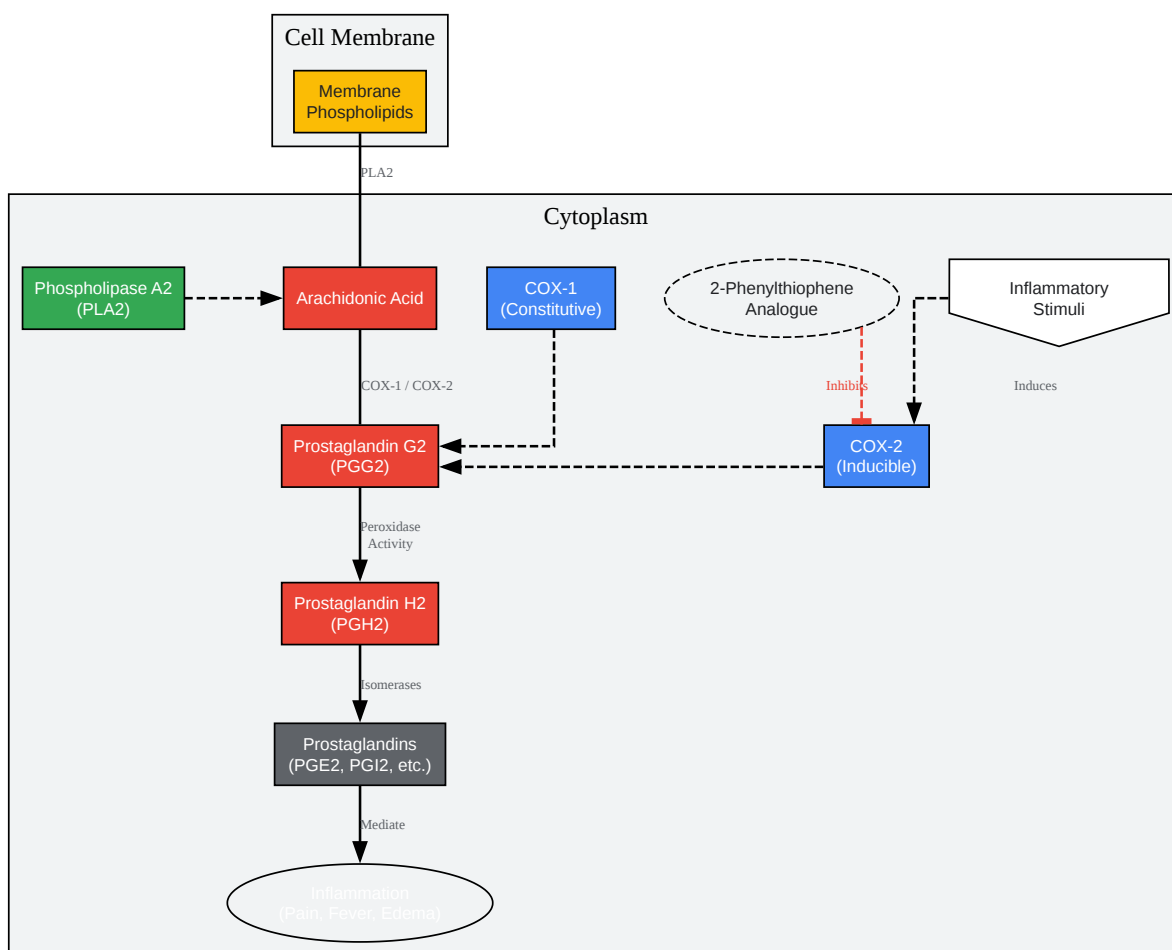 Cell Membrane
Membrane
Phospholipids
PLA2
Cytoplasm
Phospholipase A2
(PLA2)
Arachidonic Acid
COX-1
(Constitutive)
2-Phenylthiophene
Analogue
Inflammatory
Stimuli
COX-1 / COX-2
Inhibits
Induces
Prostaglandin G2
(PGG2)
COX-2
(Inducible)
Peroxidase
Activity
Prostaglandin H2
(PGH2)
Isomerases
Prostaglandins
(PGE2, PGI2, etc.)
Mediate
Inflammation
(Pain, Fever, Edema)